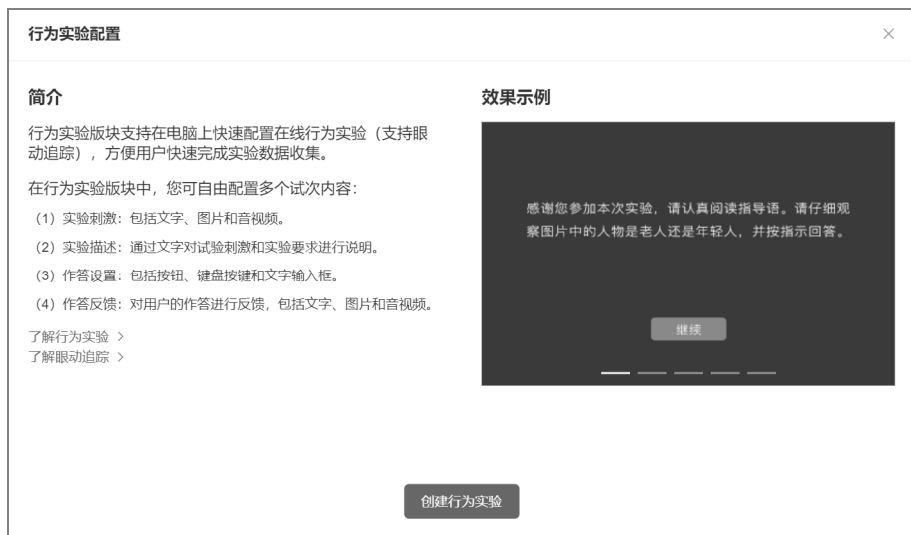 行为实验配置
简介
行为实验版块支持在电脑上快速配置在线行为实验（支持眼
动追踪），方便用户快速完成实验数据收集。
在行为实验版块中，您可自由配置多个试次内容：
（1）实验刺激：包括文字、图片和音视频。
（2）实验描述：通过文字对试验刺激和实验要求进行说明。
（3）作答设置：包括按钮、键盘按键和文字输入框。
（4）作答反馈：对用户的作答进行反馈，包括文字、图片和音视频。
了解行为实验 >
了解眼动追踪 >
效果示例
感谢您参加本次实验，请认真阅读指导语。请仔细观
察图片中的人物是老人还是年轻人，并按指示回答。
继续
创建行为实验